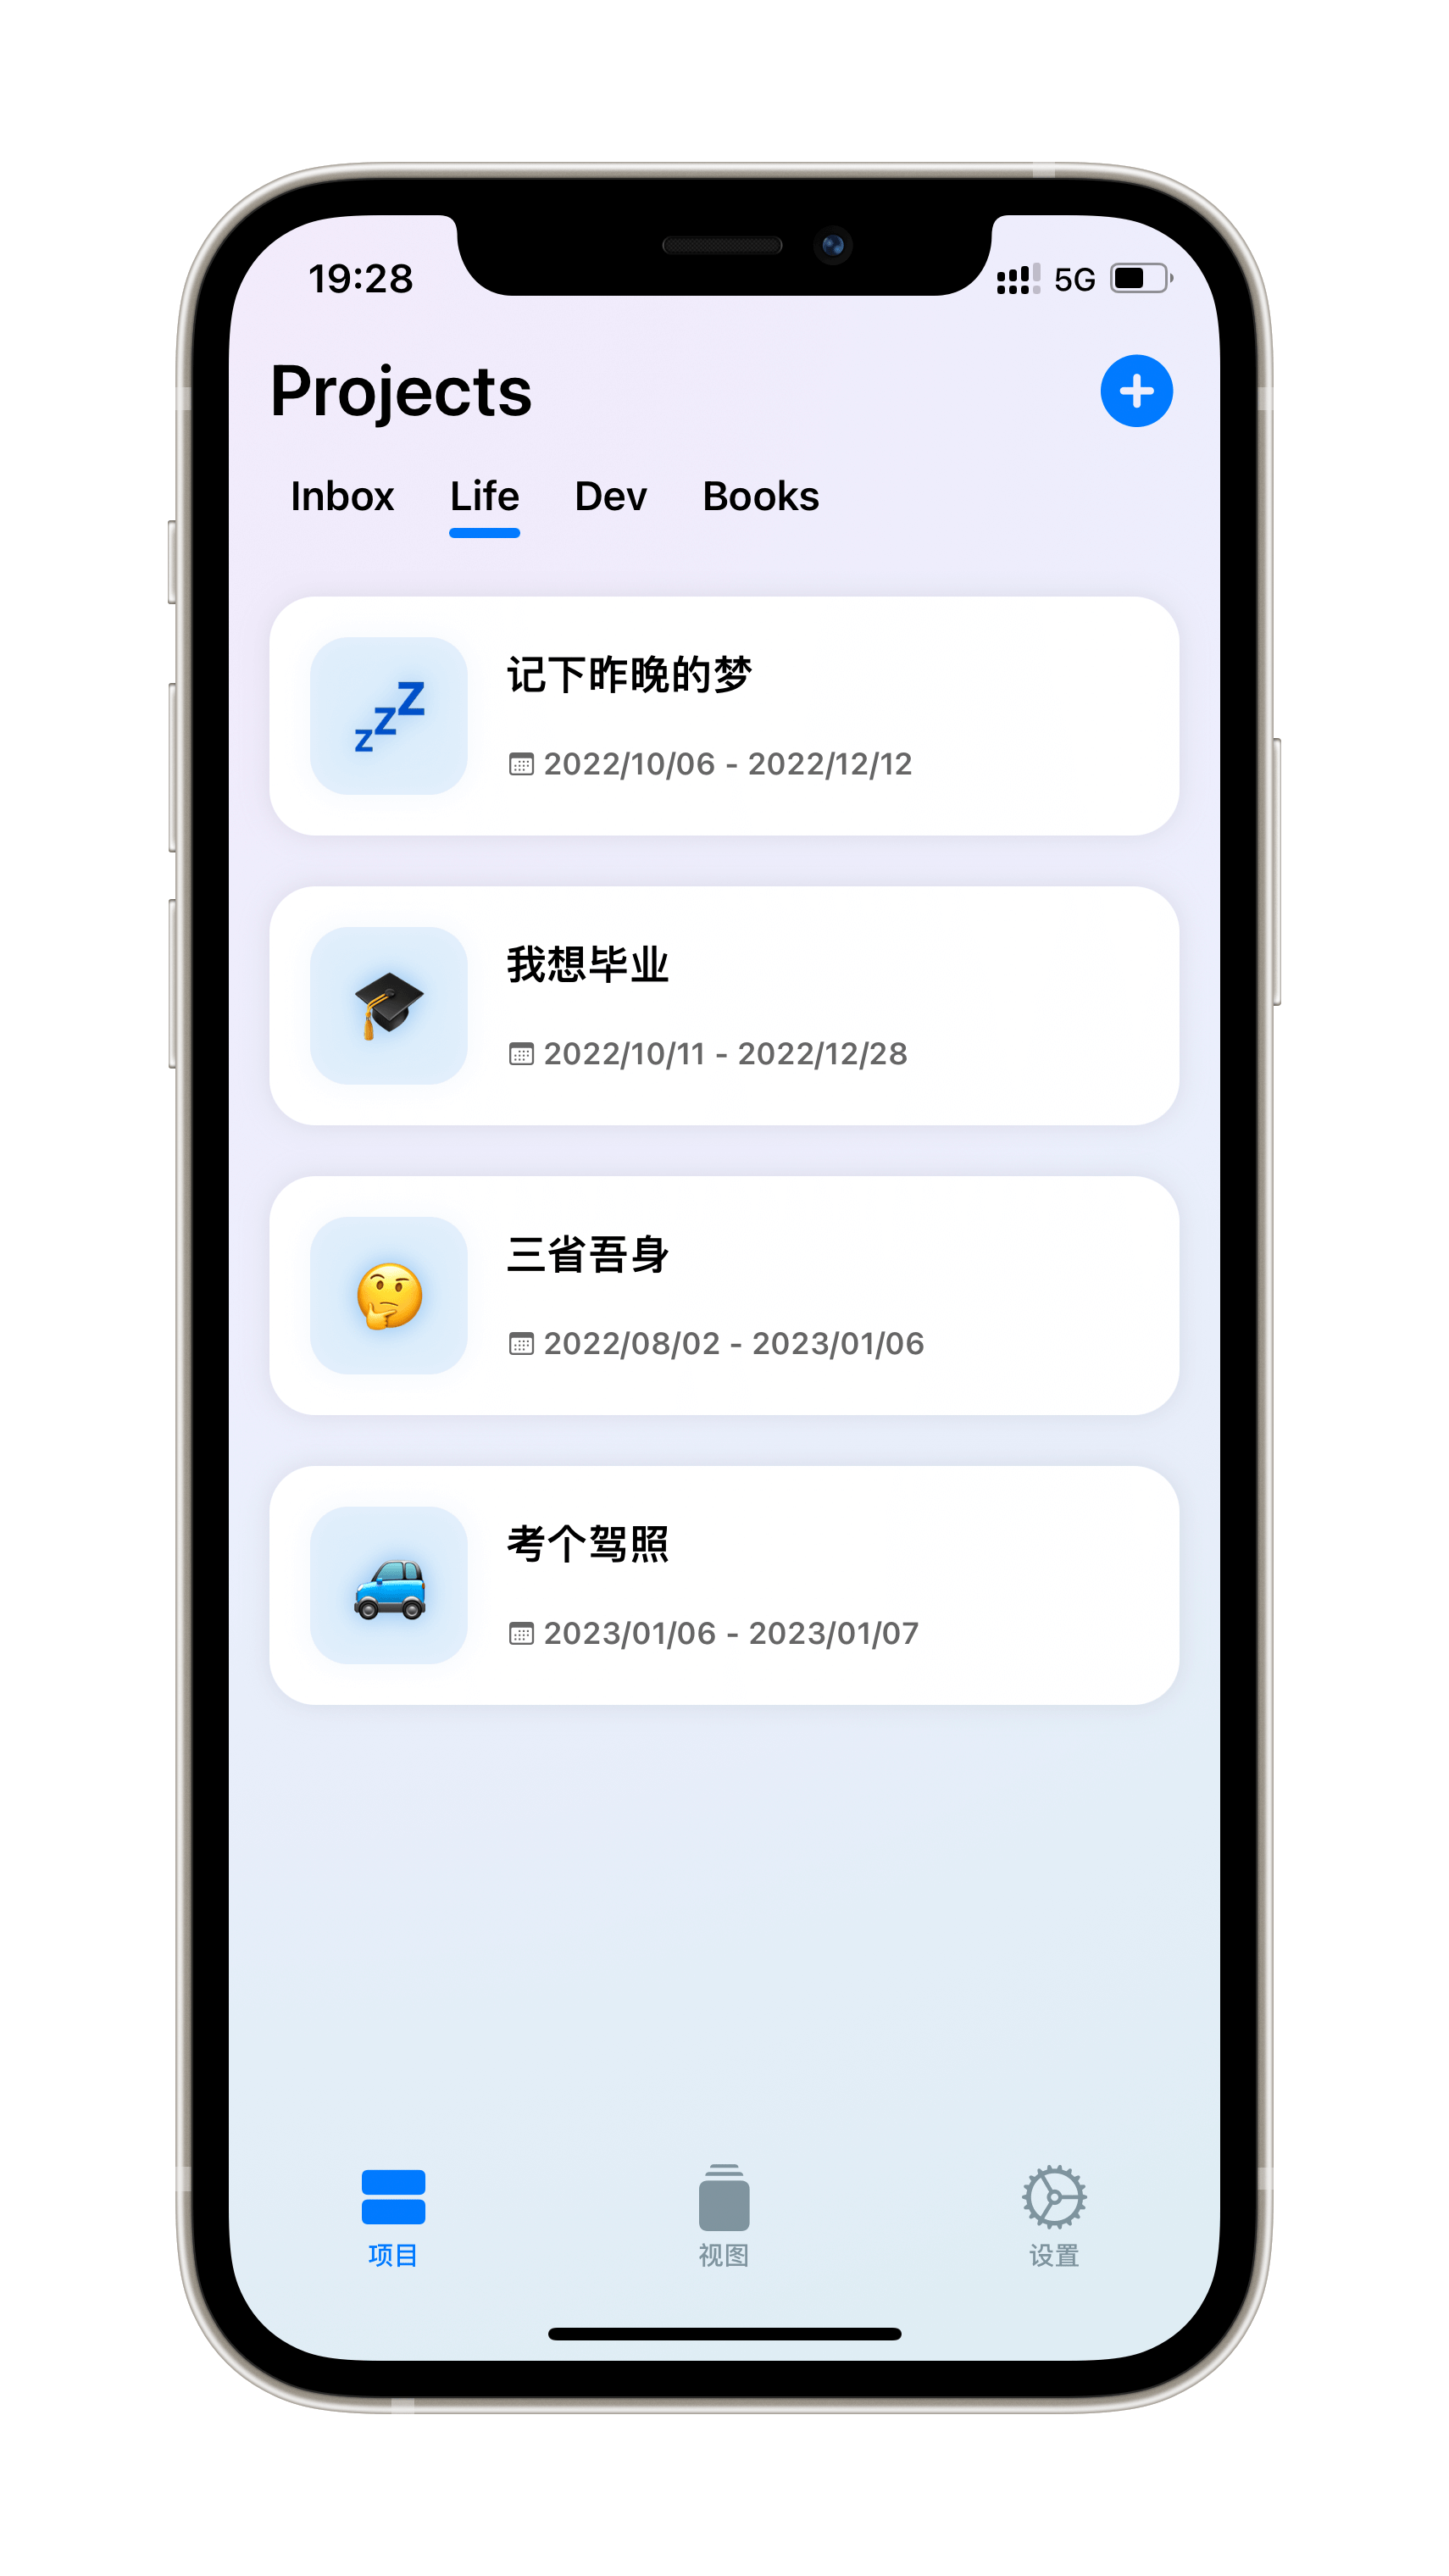 19:28 5G
Projects
Inbox Life Dev Books
💤 记下昨晚的梦
2022/10/06 - 2022/12/12
我想毕业
2022/10/11 - 2022/12/28
三省吾身
2022/08/02 - 2023/01/06
考个驾照
2023/01/06 - 2023/01/07
项目 视图 设置